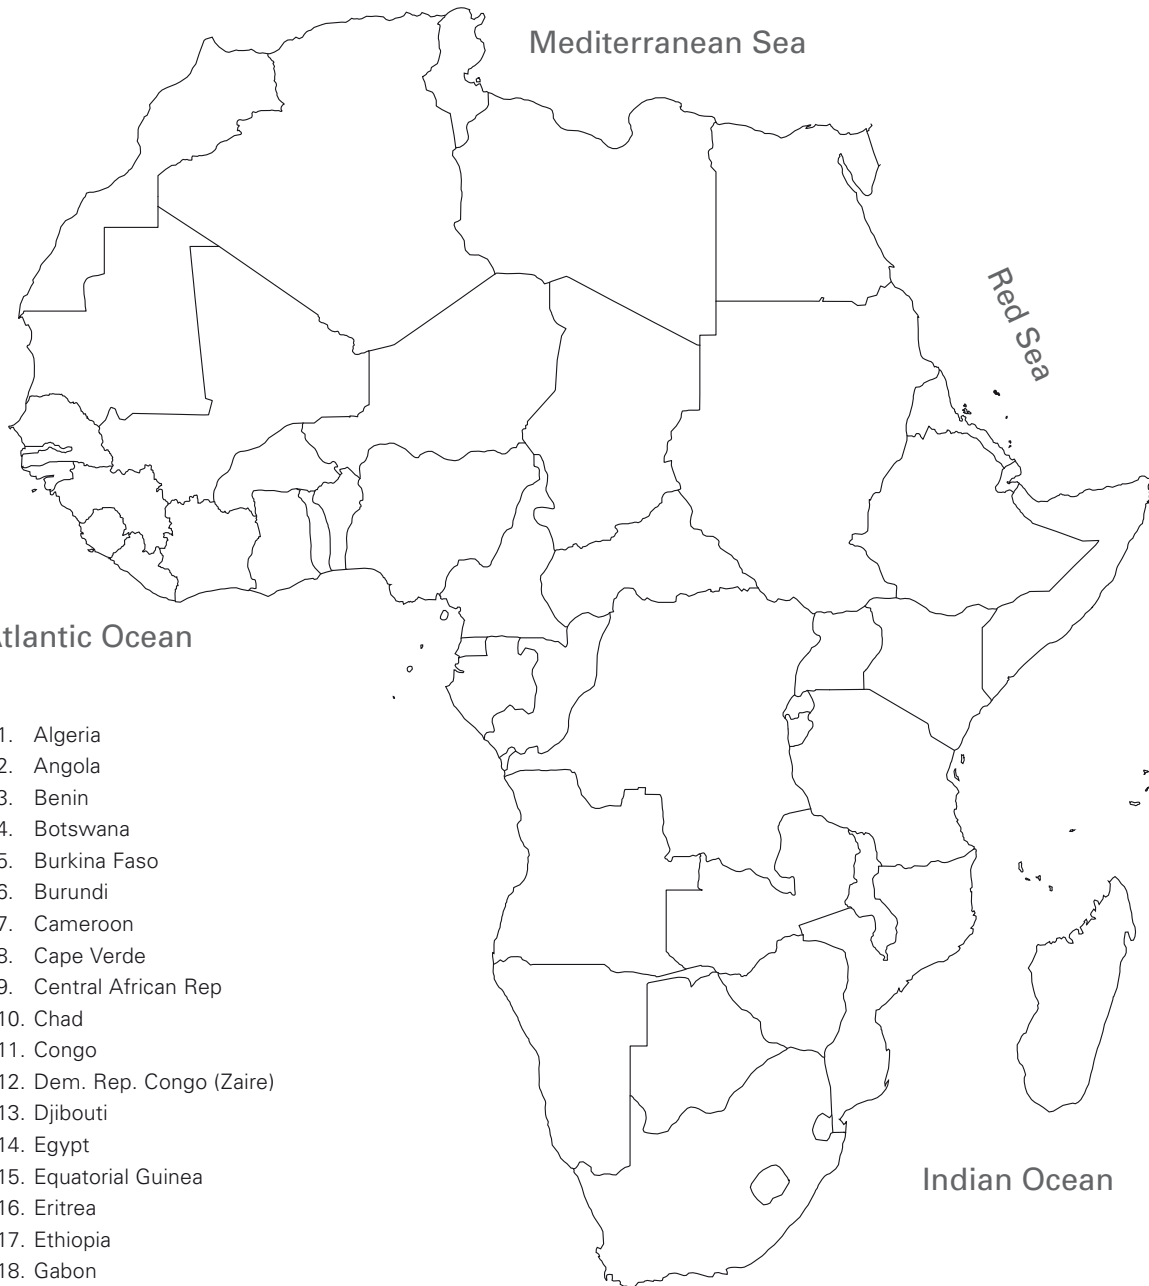 Mediterranean Sea
Red Sea
tlantic Ocean
1. Algeria
2. Angola
3. Benin
4. Botswana
5. Burkina Faso
6. Burundi
7. Cameroon
8. Cape Verde
9. Central African Rep
10. Chad
11. Congo
12. Dem. Rep. Congo (Zaire)
13. Djibouti
14. Egypt
15. Equatorial Guinea
16. Eritrea
17. Ethiopia
18. Gabon
Indian Ocean